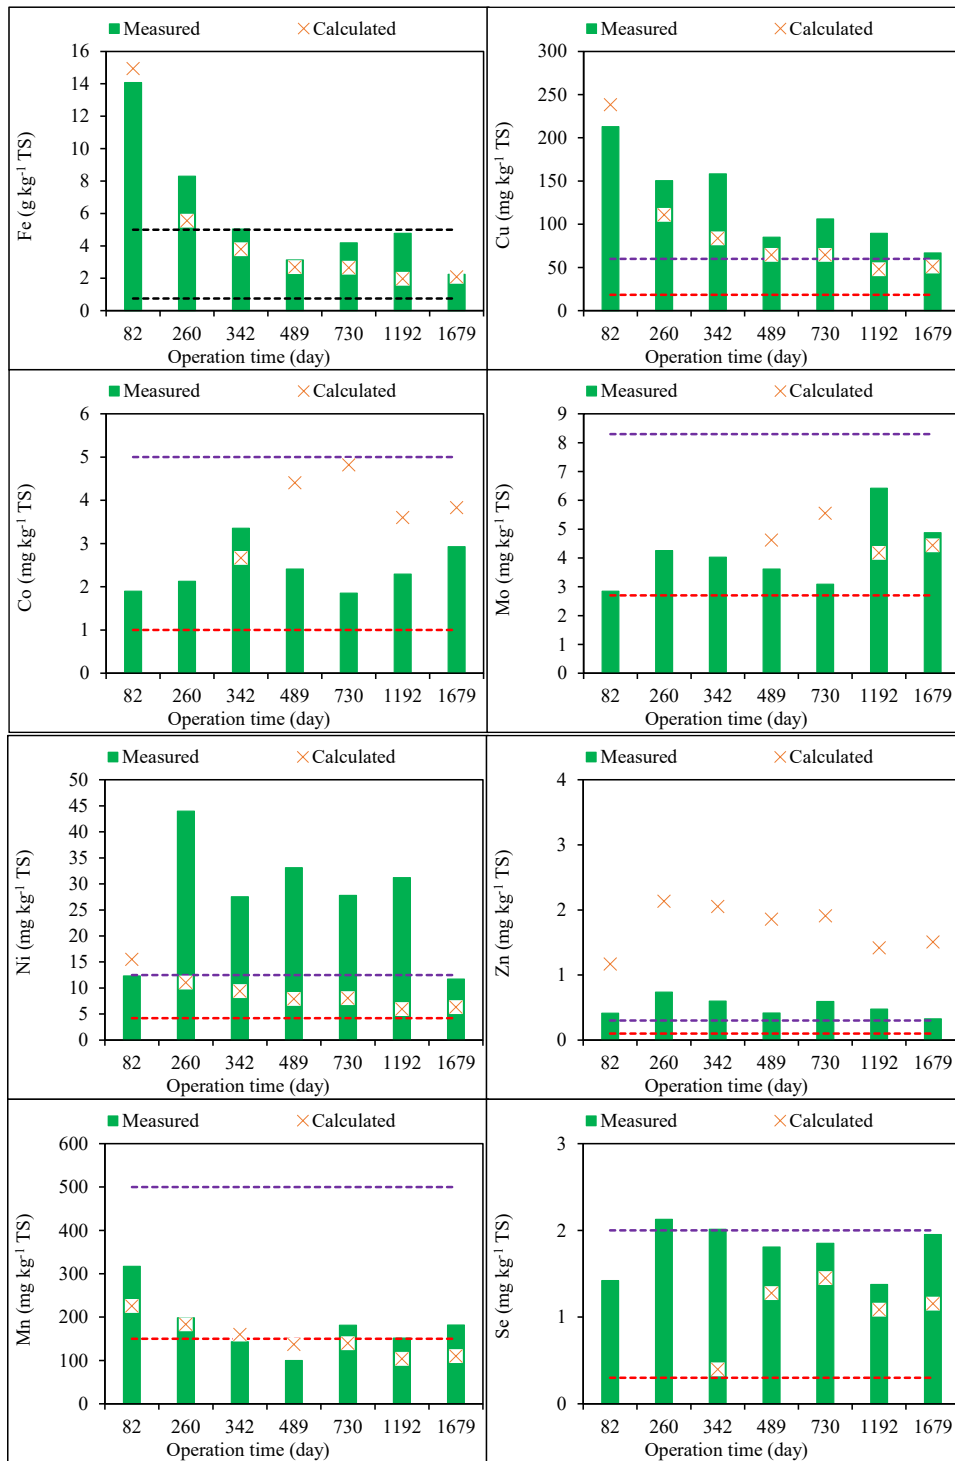 Measured Calculated
16
14
12
10
8
6
4
2
0
Fe (g kg⁻¹ TS)
82 260 342 489 730 1192 1679
Operation time (day)
Measured Calculated
300
250
200
150
100
50
0
Cu (mg kg⁻¹ TS)
82 260 342 489 730 1192 1679
Operation time (day)
Measured Calculated
6
5
4
3
2
1
0
Co (mg kg⁻¹ TS)
82 260 342 489 730 1192 1679
Operation time (day)
Measured Calculated
9
8
7
6
5
4
3
2
1
0
Mo (mg kg⁻¹ TS)
82 260 342 489 730 1192 1679
Operation time (day)
Measured Calculated
50
45
40
35
30
25
20
15
10
5
0
Ni (mg kg⁻¹ TS)
82 260 342 489 730 1192 1679
Operation time (day)
Measured Calculated
4
3
2
1
0
Zn (mg kg⁻¹ TS)
82 260 342 489 730 1192 1679
Operation time (day)
Measured Calculated
600
500
400
300
200
100
0
Mn (mg kg⁻¹ TS)
82 260 342 489 730 1192 1679
Operation time (day)
Measured Calculated
3
2
1
0
Se (mg kg⁻¹ TS)
82 260 342 489 730 1192 1679
Operation time (day)